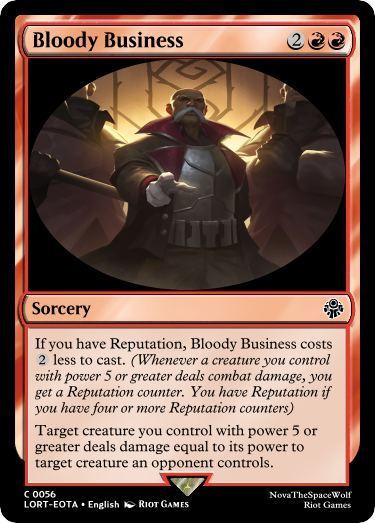 Bloody Business 2
Sorcery
If you have Reputation, Bloody Business costs
2 less to cast. (Whenever a creature you control
with power 5 or greater deals combat damage, you
get a Reputation counter. You have Reputation if
you have four or more Reputation counters)
Target creature you control with power 5 or
greater deals damage equal to its power to
target creature an opponent controls.
C 0056
LORT-EOTA • English RIOT GAMES
NovaTheSpaceWolf
Riot Games